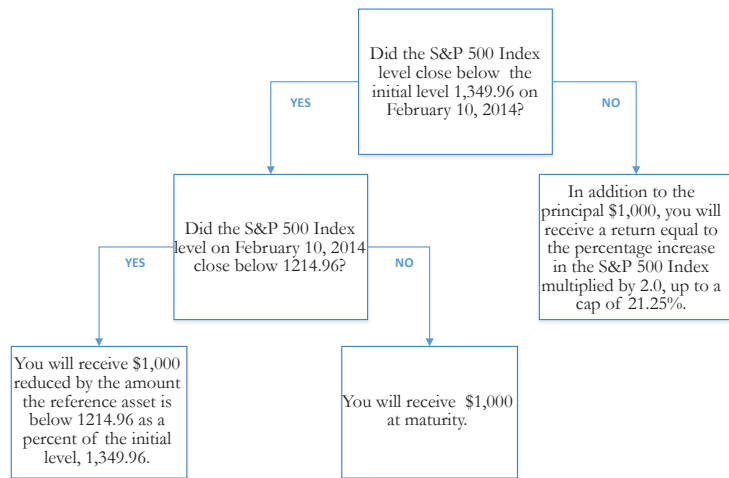 Did the S&P 500 Index
level close below the
initial level 1,349.96 on
February 10, 2014?
YES
NO
Did the S&P 500 Index
level on February 10, 2014
close below 1214.96?
In addition to the
principal $1,000, you will
receive a return equal to
the percentage increase
in the S&P 500 Index
multiplied by 2.0, up to a
cap of 21.25%.
YES
NO
You will receive $1,000
reduced by the amount
the reference asset is
below 1214.96 as a
percent of the initial
level, 1,349.96.
You will receive $1,000
at maturity.